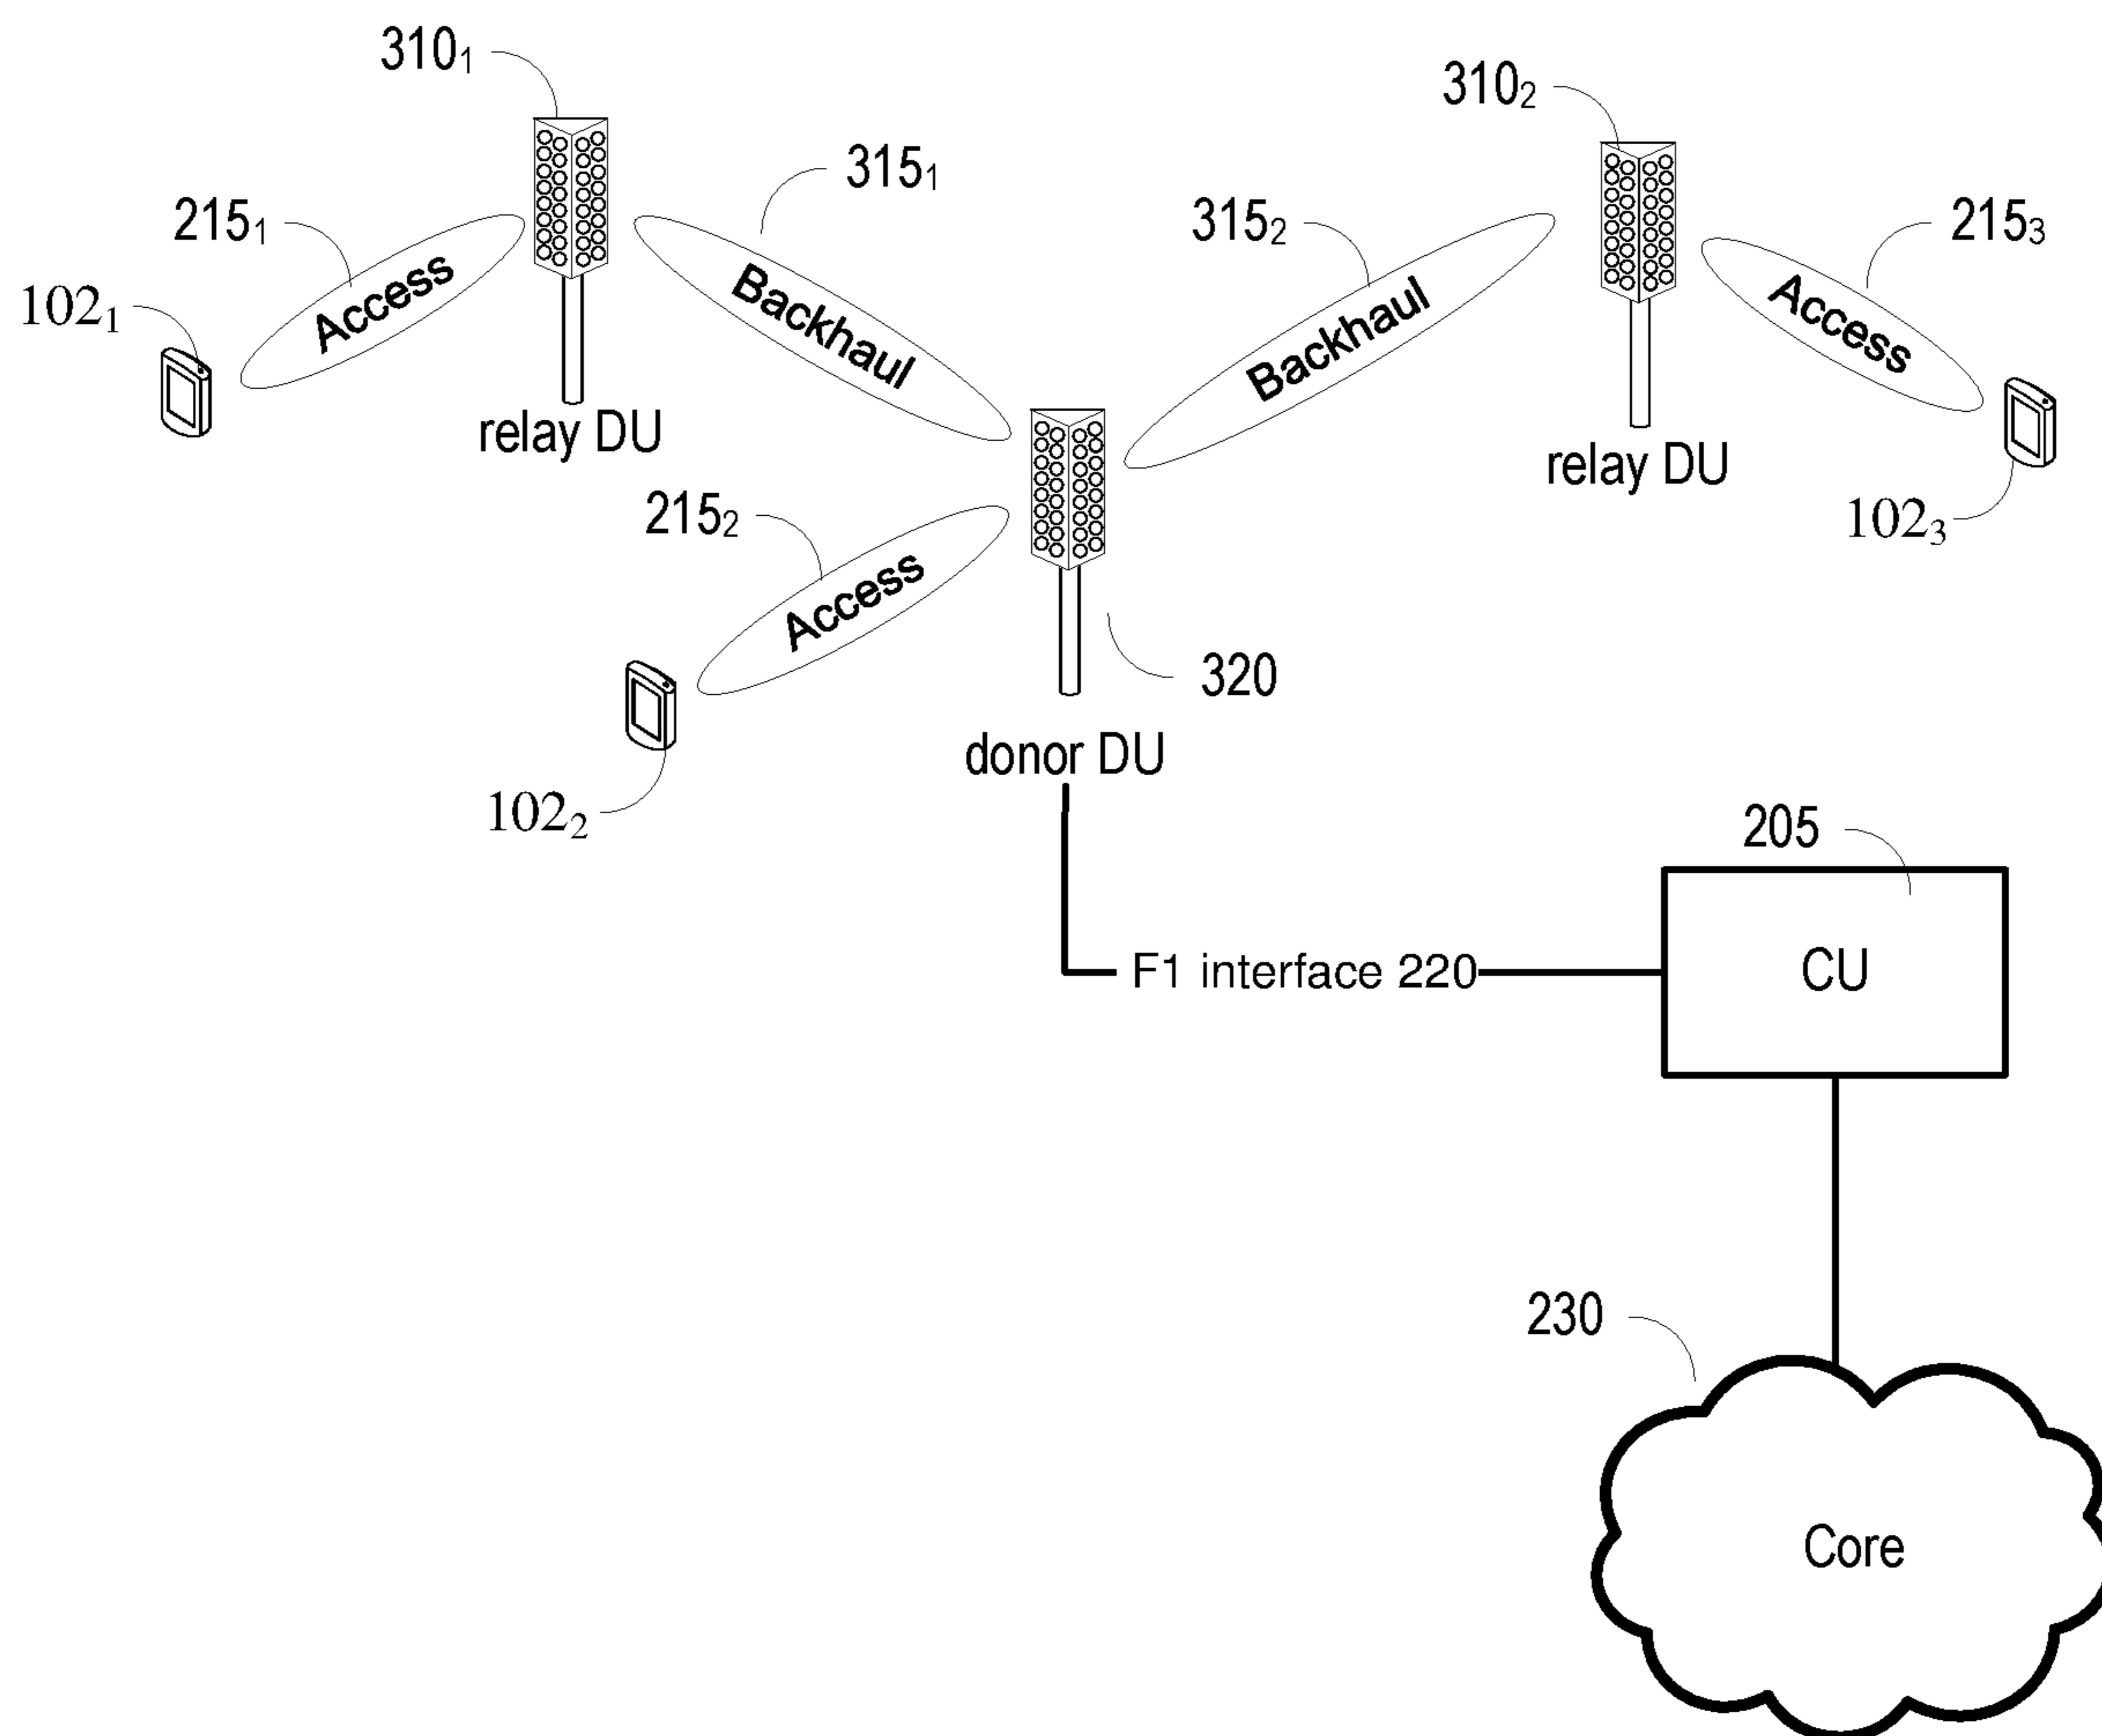 310₁
310₂
315₁
215₁
315₂
215₃
Access
Backhaul
Backhaul
Access
102₁
relay DU
relay DU
215₂
102₃
Access
320
donor DU
102₂
205
F1 interface 220
CU
230
Core